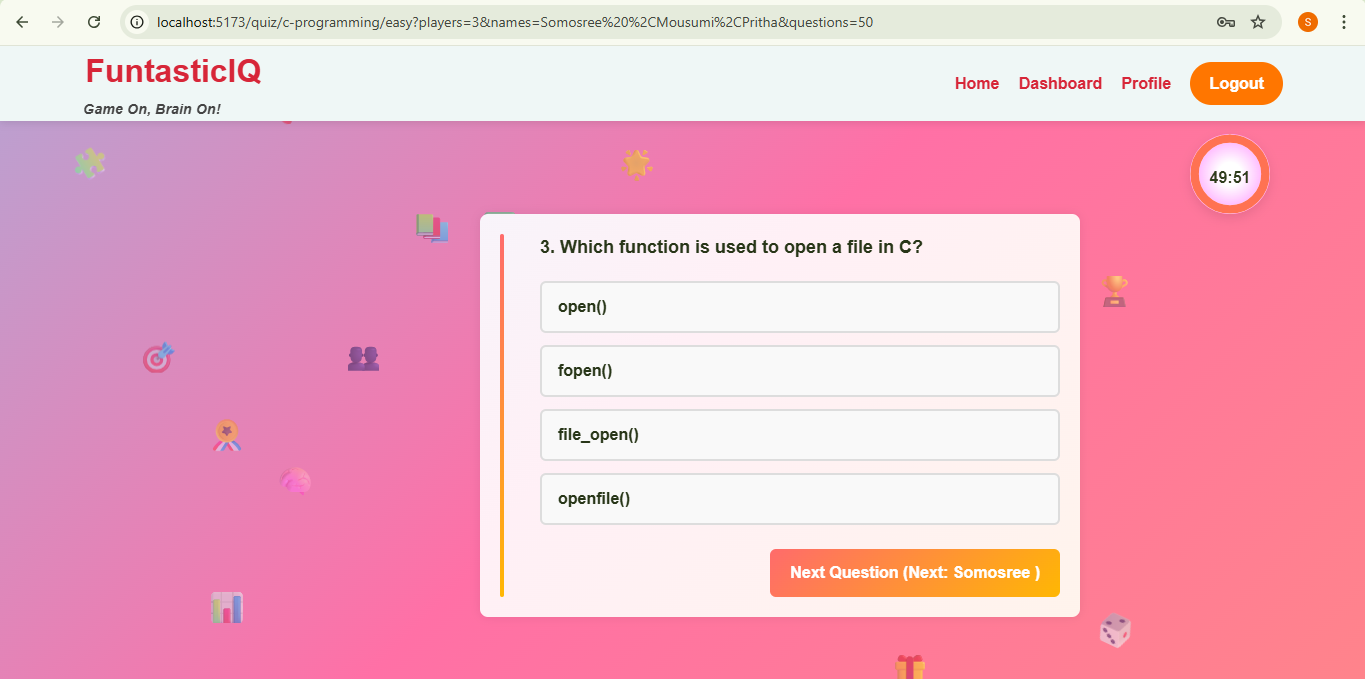 localhost:5173/quiz/c-programming/easy?players=3&names=Somosree%20%2CMousumi%2CPritha&questions=50
S
FuntasticIQ
Game On, Brain On!
Home Dashboard Profile Logout
49:51
3. Which function is used to open a file in C?
open()
fopen()
file_open()
openfile()
Next Question (Next: Somosree )